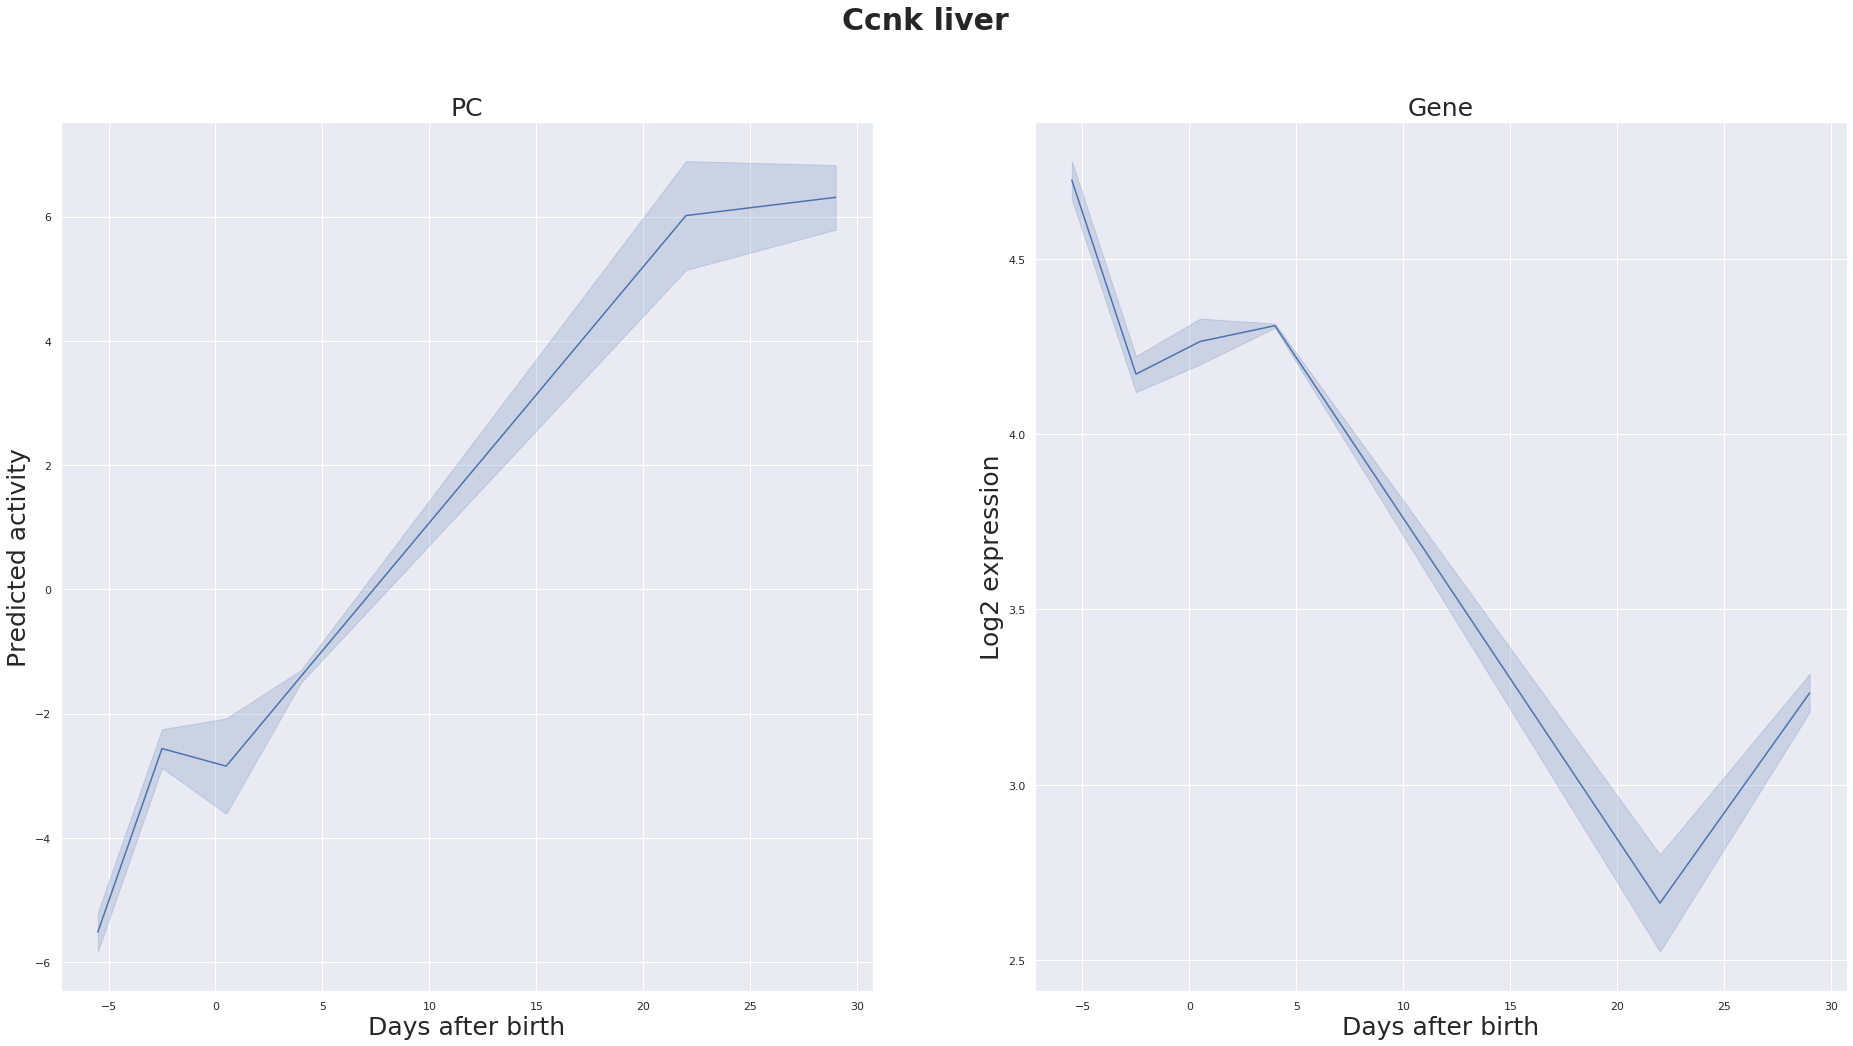 Ccnk liver
PC
Predicted activity
6
4
2
0
−2
−4
−6
−5 0 5 10 15 20 25 30
Days after birth
Gene
Log2 expression
4.5
4.0
3.5
3.0
2.5
−5 0 5 10 15 20 25 30
Days after birth